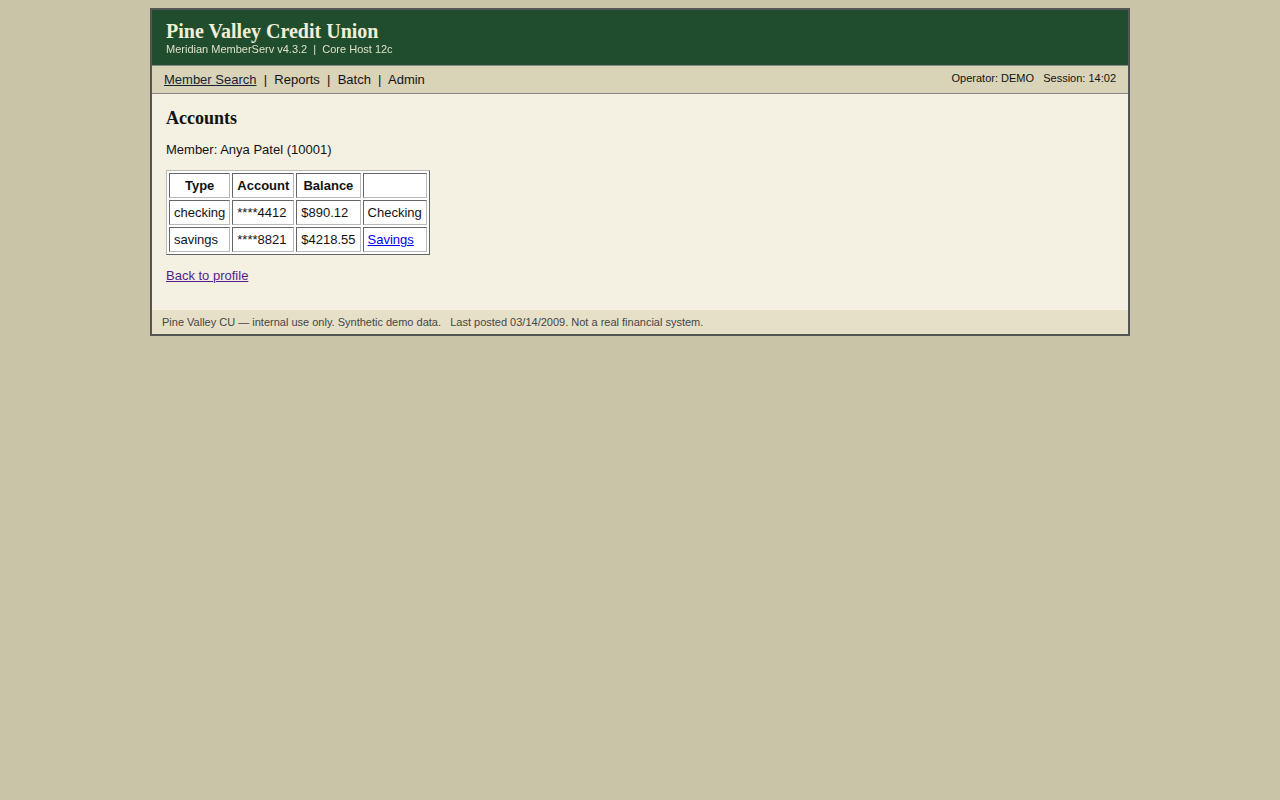 Pine Valley Credit Union
Meridian MemberServ v4.3.2 | Core Host 12c
Member Search | Reports | Batch | Admin
Operator: DEMO Session: 14:02
Accounts
Member: Anya Patel (10001)
Type Account Balance
checking ****4412 $890.12 Checking
savings ****8821 $4218.55 Savings
Back to profile
Pine Valley CU — internal use only. Synthetic demo data. Last posted 03/14/2009. Not a real financial system.